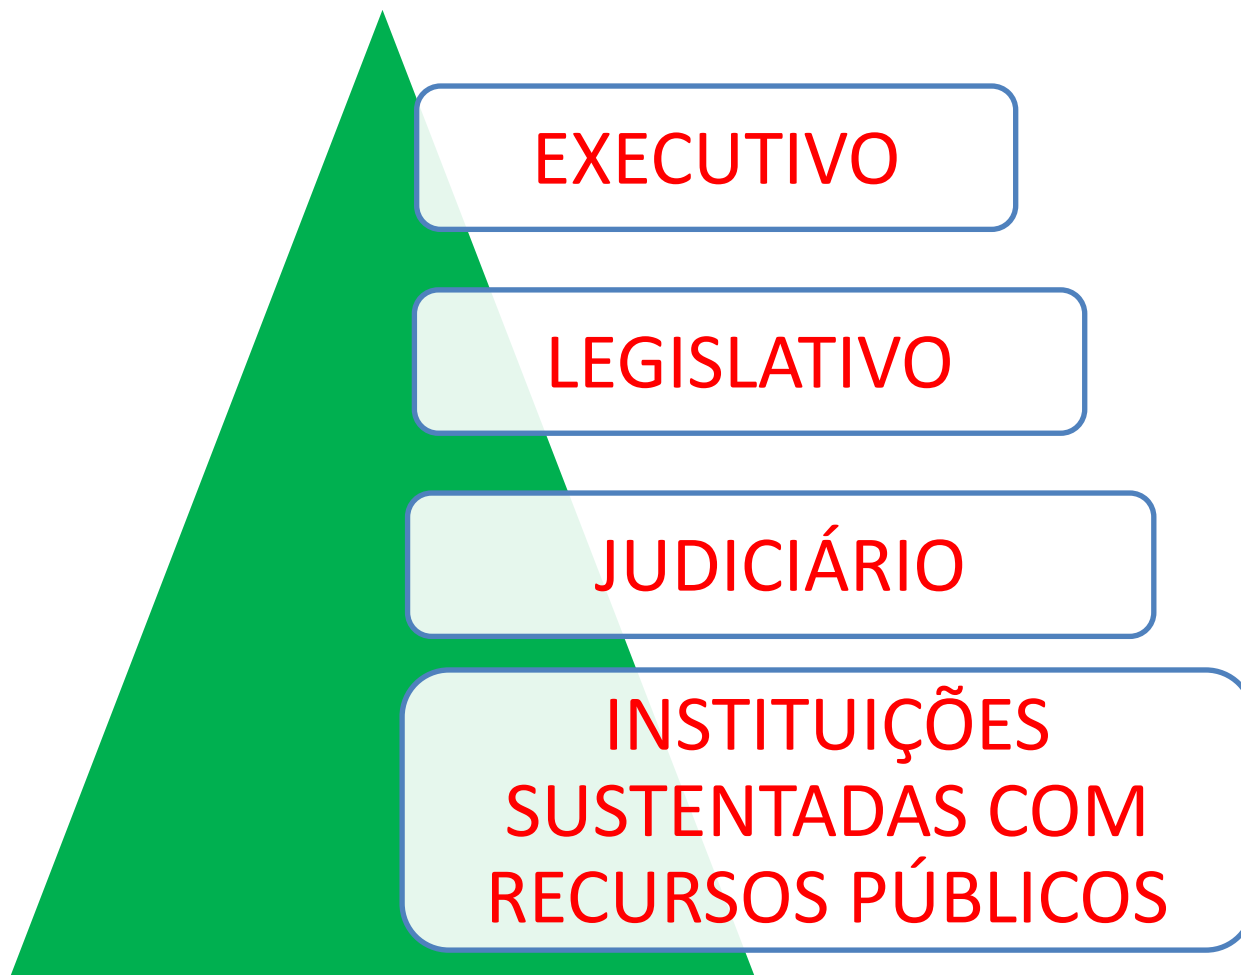 EXECUTIVO
LEGISLATIVO
JUDICIÁRIO
INSTITUIÇÕES
SUSTENTADAS COM
RECURSOS PÚBLICOS